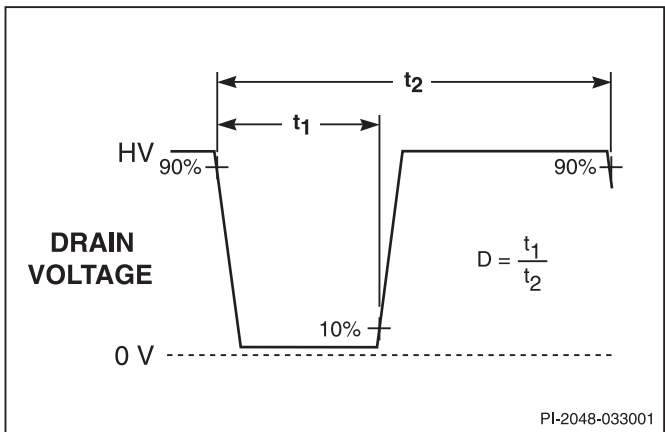 t2
t1
HV
90%
90%
DRAIN
VOLTAGE
D = t1/t2
10%
0 V
PI-2048-033001